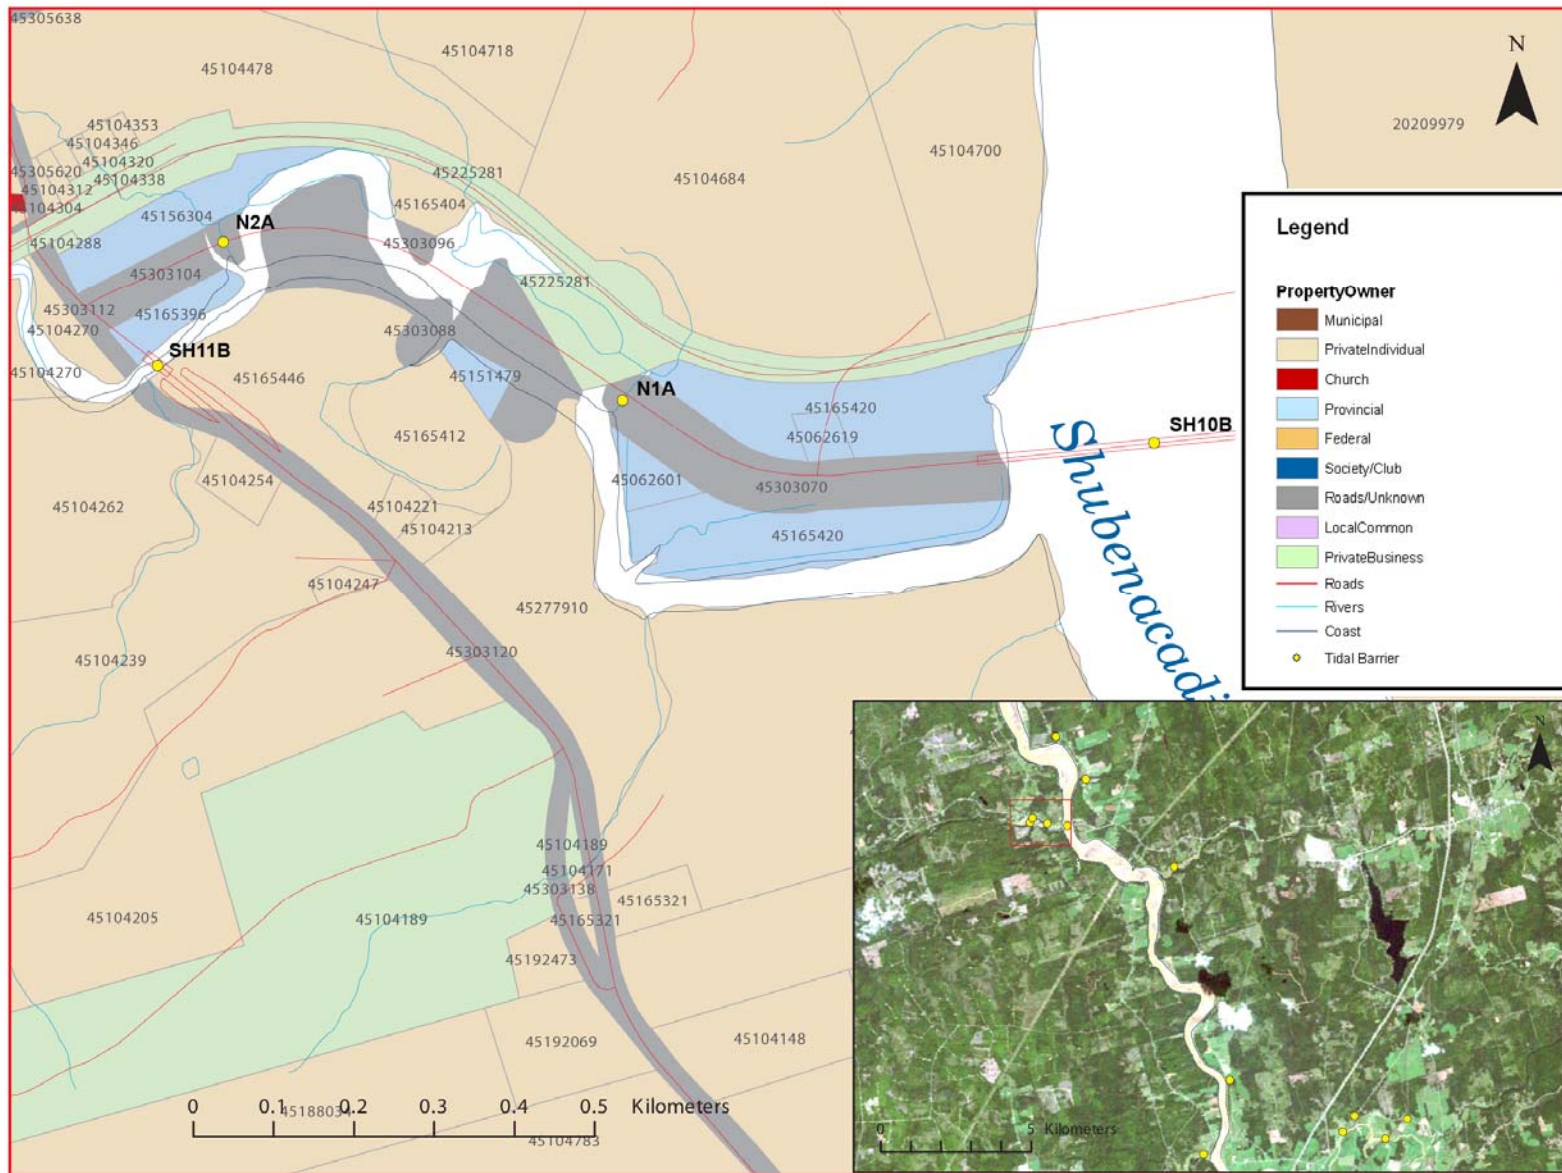 45305638
45104718
45104478
N
20209979
45104353
45104346
45104320
45305620
45104338
45104312
45104304
45104700
45225281
45104684
45165404
45156304
N2A
45104288
45303096
45303104
45225281
45303112
45165396
45104270
45303088
SH11B
45104270
45165446
45151479
N1A
45165420
45062619
SH10B
45165412
45062601
45303070
45104254
45104262
45104221
45104213
45165420
45104247
45277910
45303120
45104239
Shubenacadi
Legend
PropertyOwner
Municipal
PrivateIndividual
Church
Provincial
Federal
Society/Club
Roads/Unknown
LocalCommon
PrivateBusiness
Roads
Rivers
Coast
Tidal Barrier
N
45104189
45104171
45303138
45165321
45165321
45104205
45104189
45192473
45192069
45104148
0 0.1 0.2 0.3 0.4 0.5 Kilometers
45188034
45104783
0 5 Kilometers